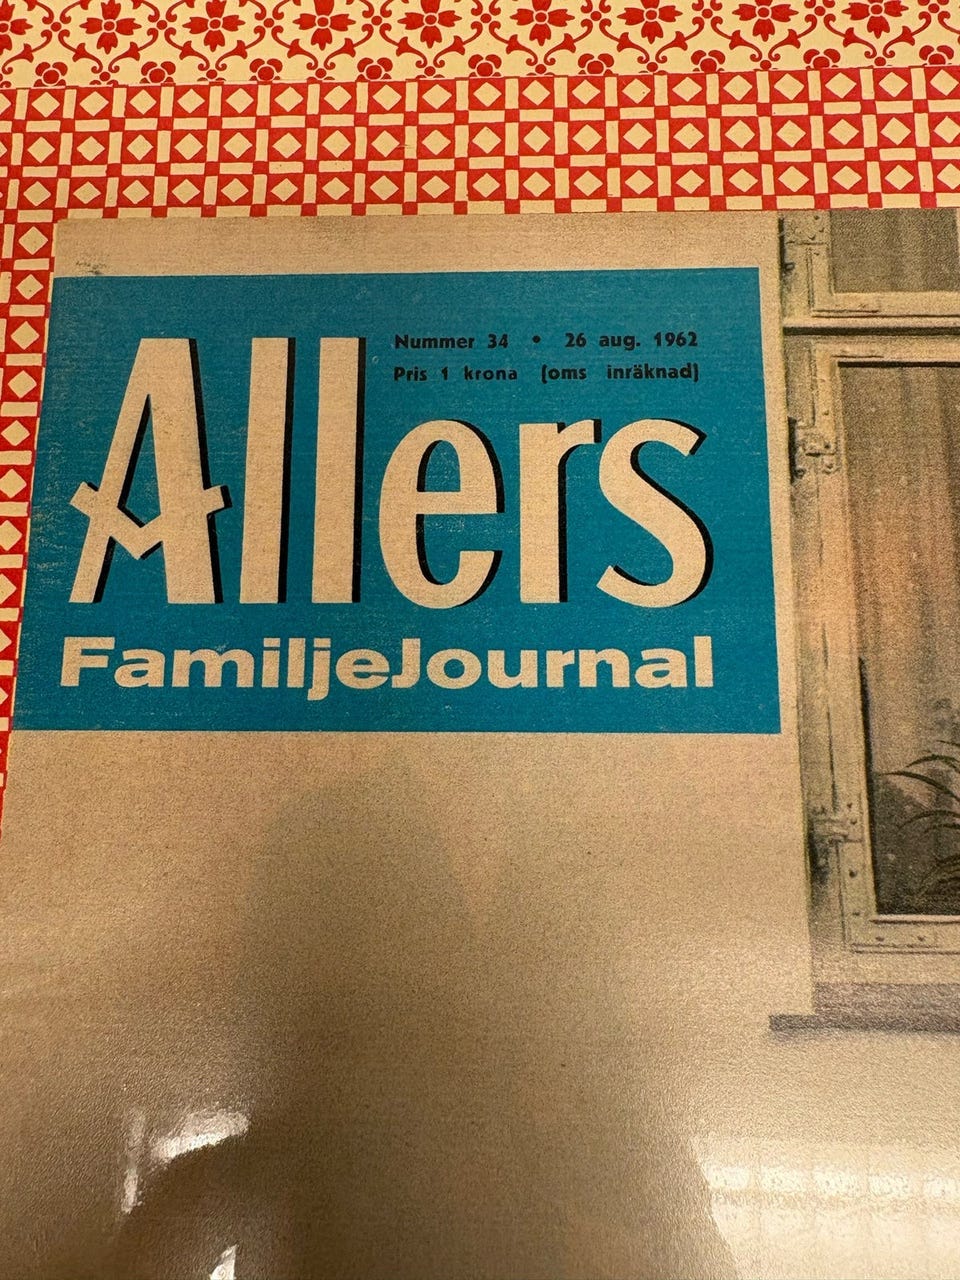 Nummer 34 • 26 aug. 1962
Pris 1 krona (oms inräknad)
Allers
FamiljeJournal